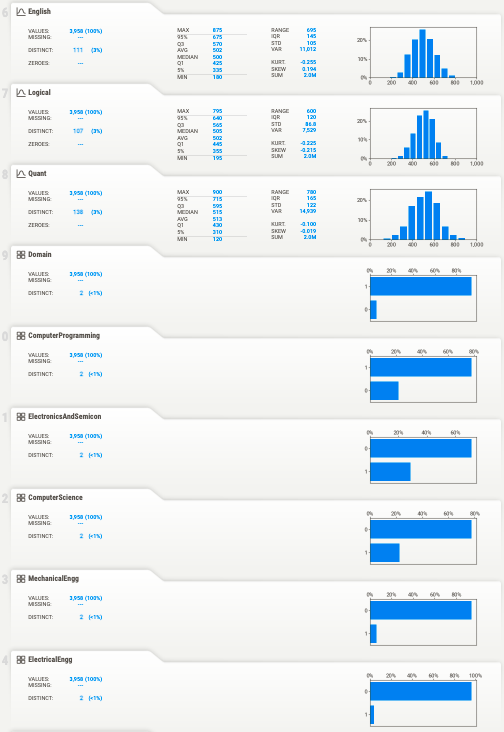 6 English
VALUES: 3,958 (100%)
MISSING: ---
DISTINCT: 111 (3%)
ZEROES: ---
MAX 875
95% 675
Q3 570
AVG 502
MEDIAN 500
Q1 425
5% 335
MIN 180
RANGE 695
IQR 145
STD 105
VAR 11,012
KURT. -0.255
SKEW 0.194
SUM 2.0M
20%
10%
0%
0 200 400 600 800 1,000
7 Logical
VALUES: 3,958 (100%)
MISSING: ---
DISTINCT: 107 (3%)
ZEROES: ---
MAX 795
95% 640
Q3 565
MEDIAN 505
AVG 502
Q1 445
5% 355
MIN 195
RANGE 600
IQR 120
STD 86.8
VAR 7,529
KURT. -0.225
SKEW -0.215
SUM 2.0M
20%
10%
0%
0 200 400 600 800 1,000
8 Quant
VALUES: 3,958 (100%)
MISSING: ---
DISTINCT: 138 (3%)
ZEROES: ---
MAX 900
95% 715
Q3 595
MEDIAN 515
AVG 513
Q1 430
5% 310
MIN 120
RANGE 780
IQR 165
STD 122
VAR 14,939
KURT. -0.100
SKEW -0.019
SUM 2.0M
20%
10%
0%
0 200 400 600 800 1,000
9 Domain
VALUES: 3,958 (100%)
MISSING: ---
DISTINCT: 2 (<1%)
0% 20% 40% 60% 80%
1
0
0 ComputerProgramming
VALUES: 3,958 (100%)
MISSING: ---
DISTINCT: 2 (<1%)
0% 20% 40% 60% 80%
1
0
1 ElectronicsAndSemicon
VALUES: 3,958 (100%)
MISSING: ---
DISTINCT: 2 (<1%)
0% 20% 40% 60%
0
1
2 ComputerScience
VALUES: 3,958 (100%)
MISSING: ---
DISTINCT: 2 (<1%)
0% 20% 40% 60% 80%
0
1
3 MechanicalEngg
VALUES: 3,958 (100%)
MISSING: ---
DISTINCT: 2 (<1%)
0% 20% 40% 60% 80%
0
1
4 ElectricalEngg
VALUES: 3,958 (100%)
MISSING: ---
DISTINCT: 2 (<1%)
0% 20% 40% 60% 80% 100%
0
1